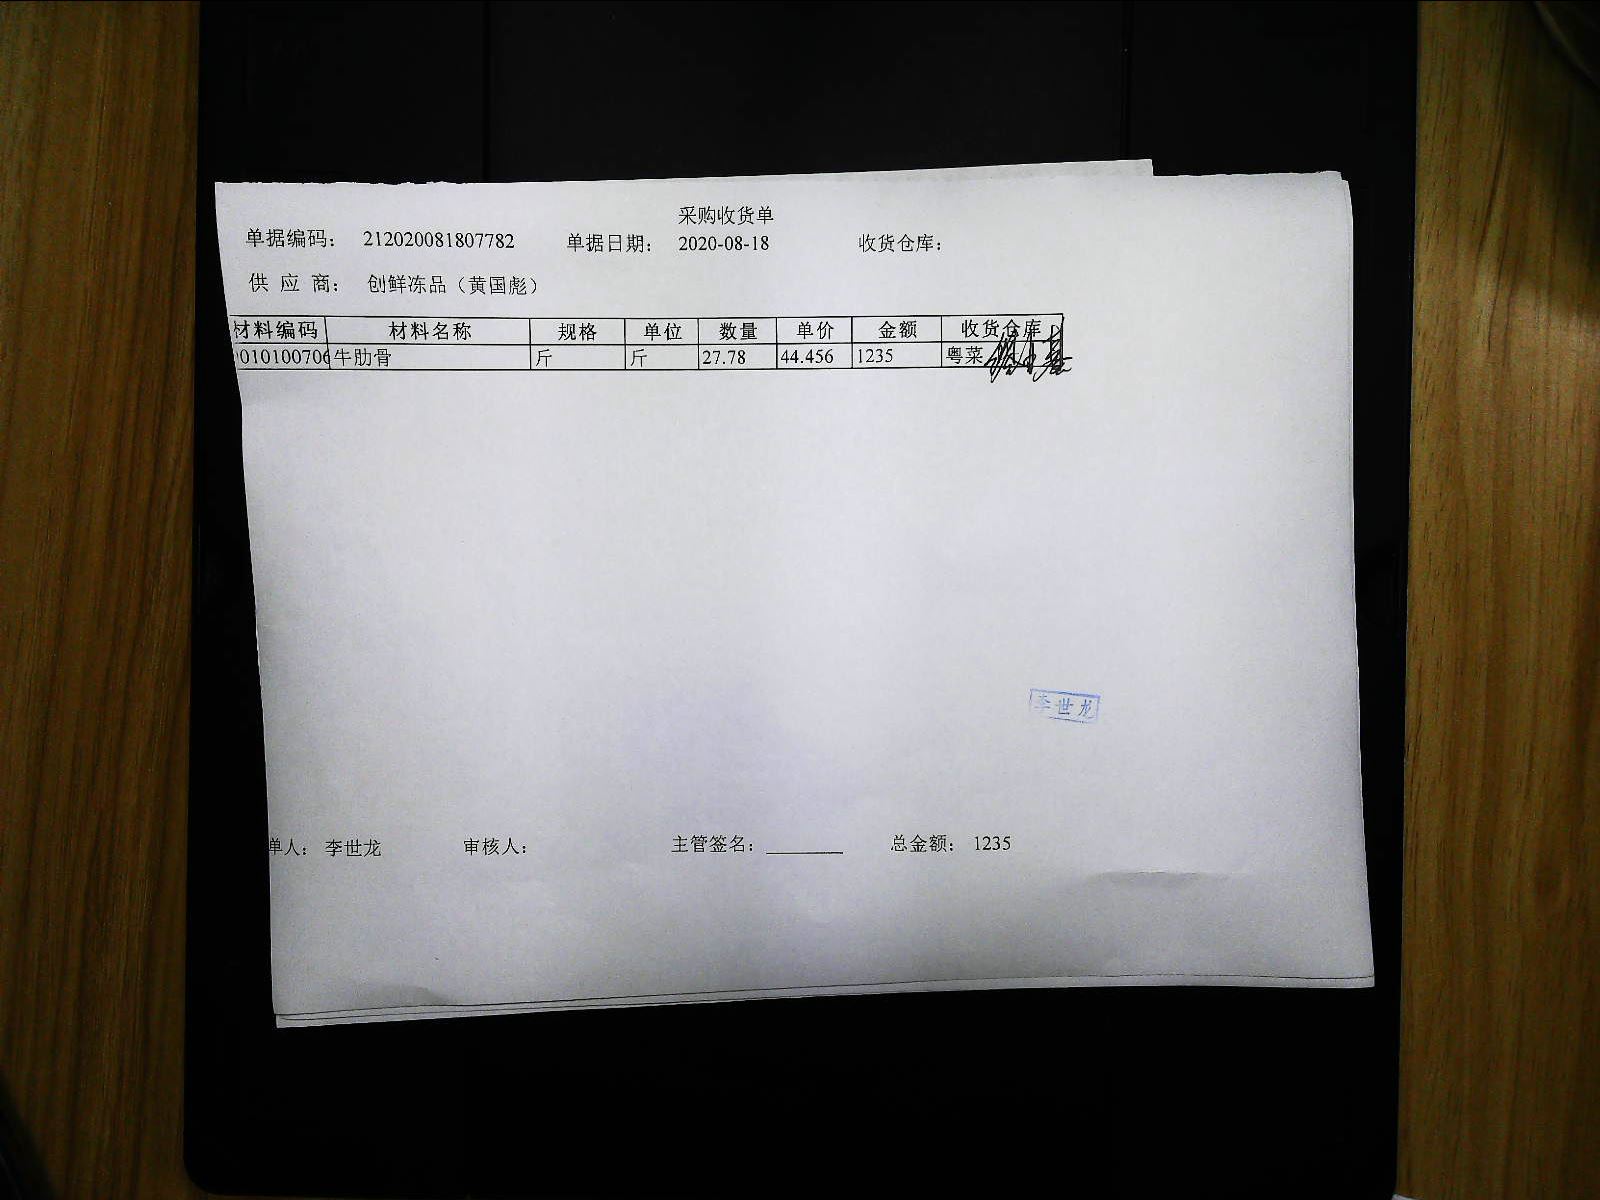 采购收货单
单据编码: 212020081807782 单据日期: 2020-08-18 收货仓库:
供 应 商: 创鲜冻品（黄国彪）
材料编码 材料名称 规格 单位 数量 单价 金额 收货仓库
010100706 牛肋骨 斤 斤 27.78 44.456 1235 粤菜
李世龙
单人: 李世龙 审核人: 主管签名: 总金额: 1235